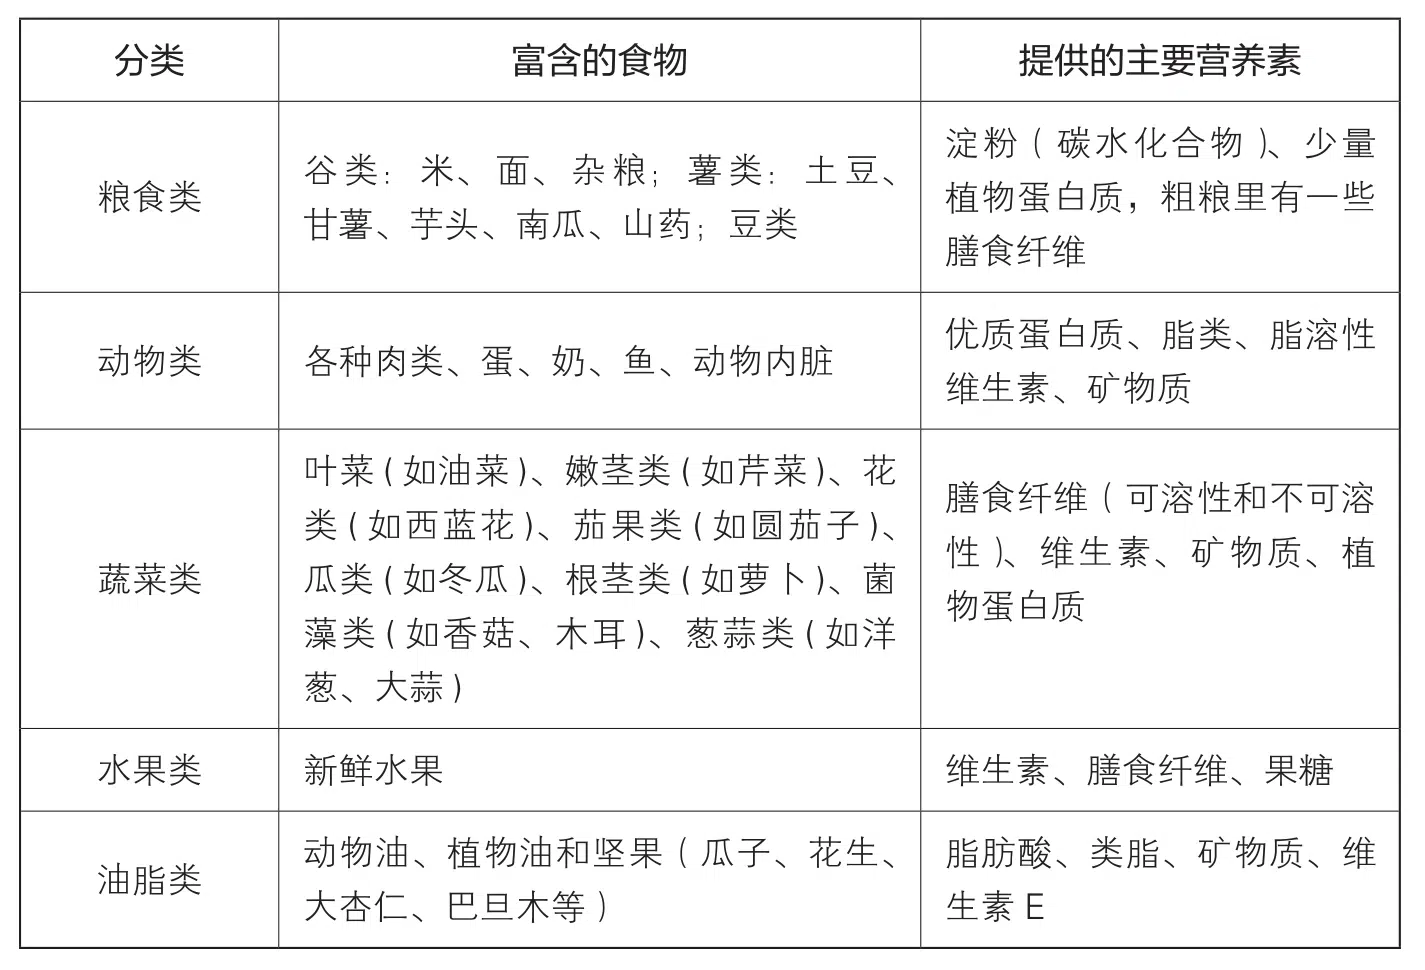 分类
富含的食物
提供的主要营养素
粮食类
谷类：米、面、杂粮；薯类：土豆、
甘薯、芋头、南瓜、山药；豆类
淀粉（碳水化合物）、少量
植物蛋白质，粗粮里有一些
膳食纤维
动物类
各种肉类、蛋、奶、鱼、动物内脏
优质蛋白质、脂类、脂溶性
维生素、矿物质
蔬菜类
叶菜（如油菜）、嫩茎类（如芹菜）、花
类（如西蓝花）、茄果类（如圆茄子）、
瓜类（如冬瓜）、根茎类（如萝卜）、菌
藻类（如香菇、木耳）、葱蒜类（如洋
葱、大蒜）
膳食纤维（可溶性和不可溶
性）、维生素、矿物质、植
物蛋白质
水果类
新鲜水果
维生素、膳食纤维、果糖
油脂类
动物油、植物油和坚果（瓜子、花生、
大杏仁、巴旦木等）
脂肪酸、类脂、矿物质、维
生素 E